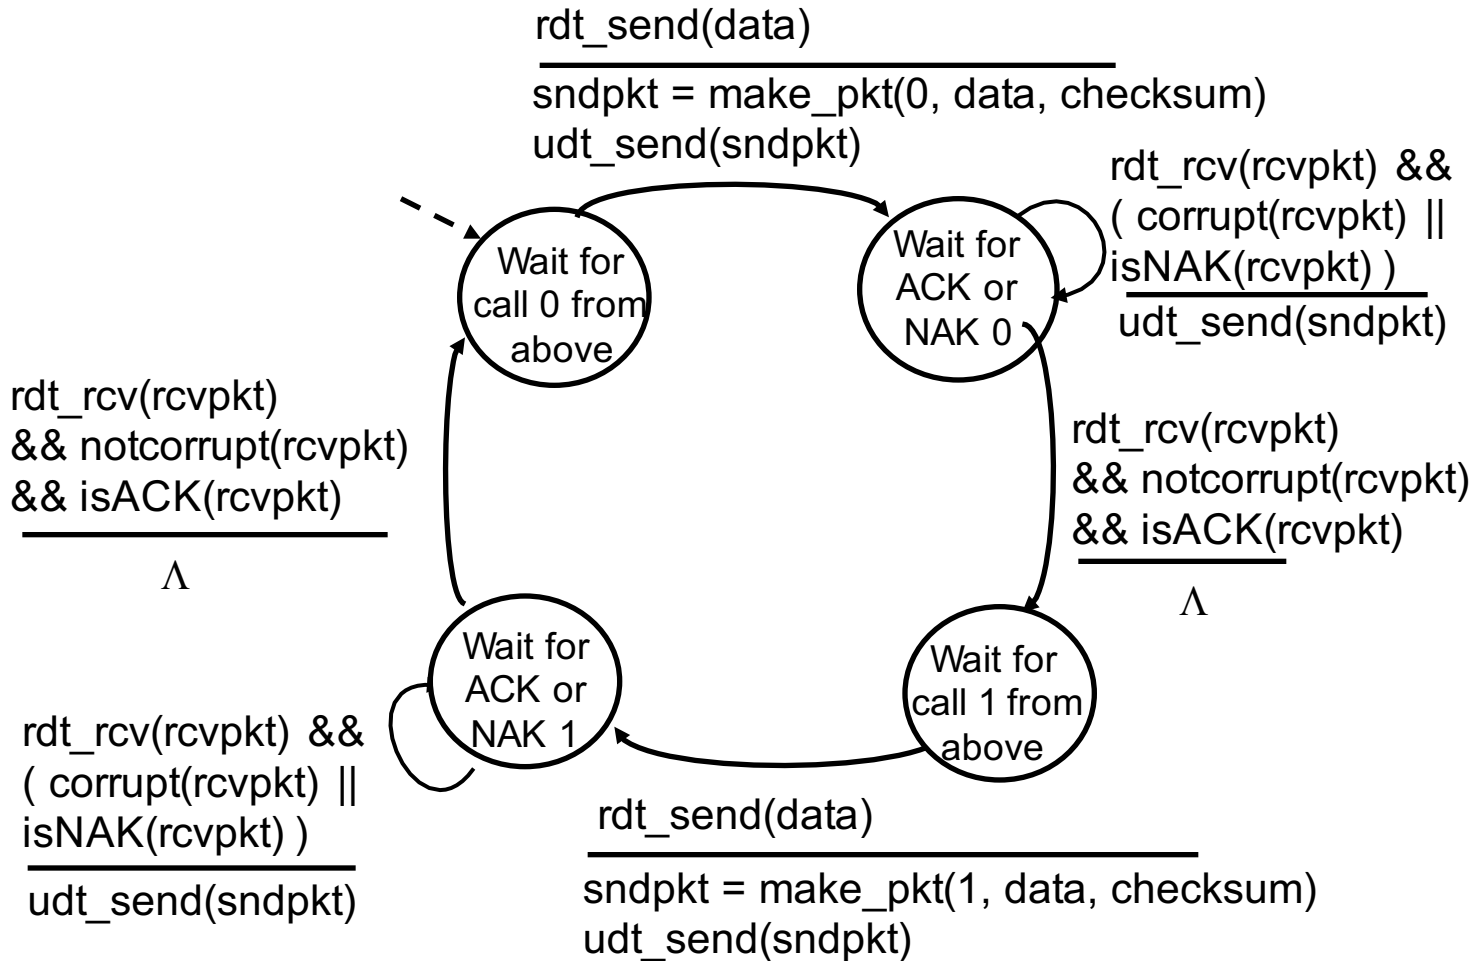 rdt_send(data)
sndpkt = make_pkt(0, data, checksum)
udt_send(sndpkt)
rdt_rcv(rcvpkt) &&
( corrupt(rcvpkt) ||
isNAK(rcvpkt) )
udt_send(sndpkt)
Wait for
call 0 from
above
Wait for
ACK or
NAK 0
rdt_rcv(rcvpkt)
&& notcorrupt(rcvpkt)
&& isACK(rcvpkt)
Λ
rdt_rcv(rcvpkt)
&& notcorrupt(rcvpkt)
&& isACK(rcvpkt)
Λ
Wait for
ACK or
NAK 1
Wait for
call 1 from
above
rdt_rcv(rcvpkt) &&
( corrupt(rcvpkt) ||
isNAK(rcvpkt) )
udt_send(sndpkt)
rdt_send(data)
sndpkt = make_pkt(1, data, checksum)
udt_send(sndpkt)